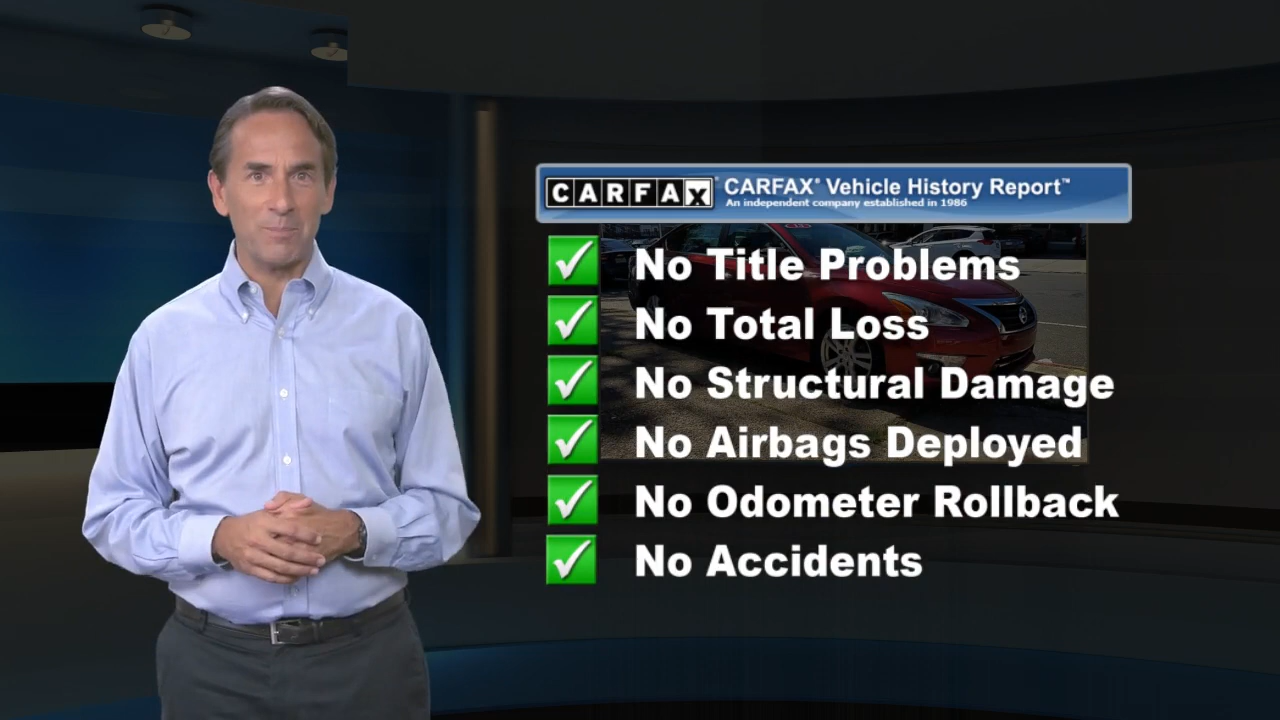 CARFAX
CARFAX® Vehicle History Report™
An independent company established in 1986
No Title Problems
No Total Loss
No Structural Damage
No Airbags Deployed
No Odometer Rollback
No Accidents